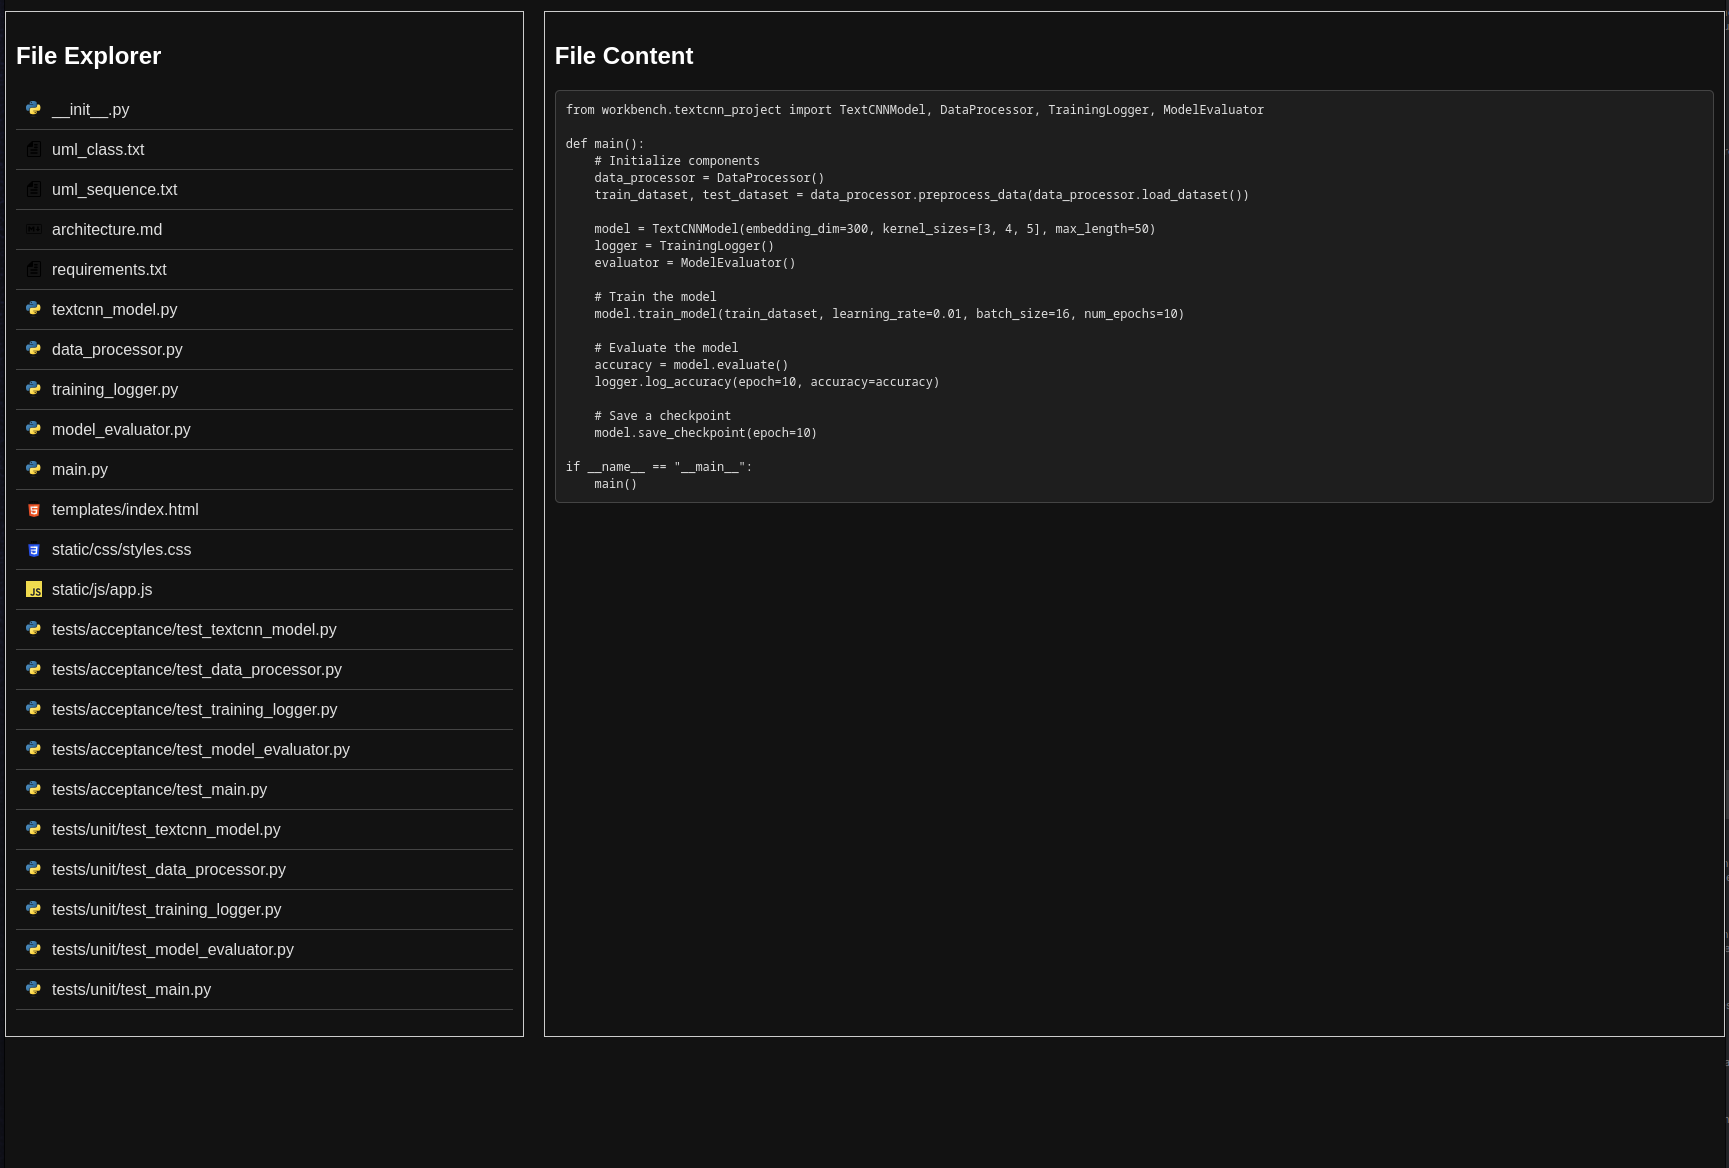 File Explorer
__init__.py
uml_class.txt
uml_sequence.txt
architecture.md
requirements.txt
textcnn_model.py
data_processor.py
training_logger.py
model_evaluator.py
main.py
templates/index.html
static/css/styles.css
static/js/app.js
tests/acceptance/test_textcnn_model.py
tests/acceptance/test_data_processor.py
tests/acceptance/test_training_logger.py
tests/acceptance/test_model_evaluator.py
tests/acceptance/test_main.py
tests/unit/test_textcnn_model.py
tests/unit/test_data_processor.py
tests/unit/test_training_logger.py
tests/unit/test_model_evaluator.py
tests/unit/test_main.py
File Content
from workbench.textcnn_project import TextCNNModel, DataProcessor, TrainingLogger, ModelEvaluator
def main():
    # Initialize components
    data_processor = DataProcessor()
    train_dataset, test_dataset = data_processor.preprocess_data(data_processor.load_dataset())
    model = TextCNNModel(embedding_dim=300, kernel_sizes=[3, 4, 5], max_length=50)
    logger = TrainingLogger()
    evaluator = ModelEvaluator()
    # Train the model
    model.train_model(train_dataset, learning_rate=0.01, batch_size=16, num_epochs=10)
    # Evaluate the model
    accuracy = model.evaluate()
    logger.log_accuracy(epoch=10, accuracy=accuracy)
    # Save a checkpoint
    model.save_checkpoint(epoch=10)
if __name__ == "__main__":
    main()